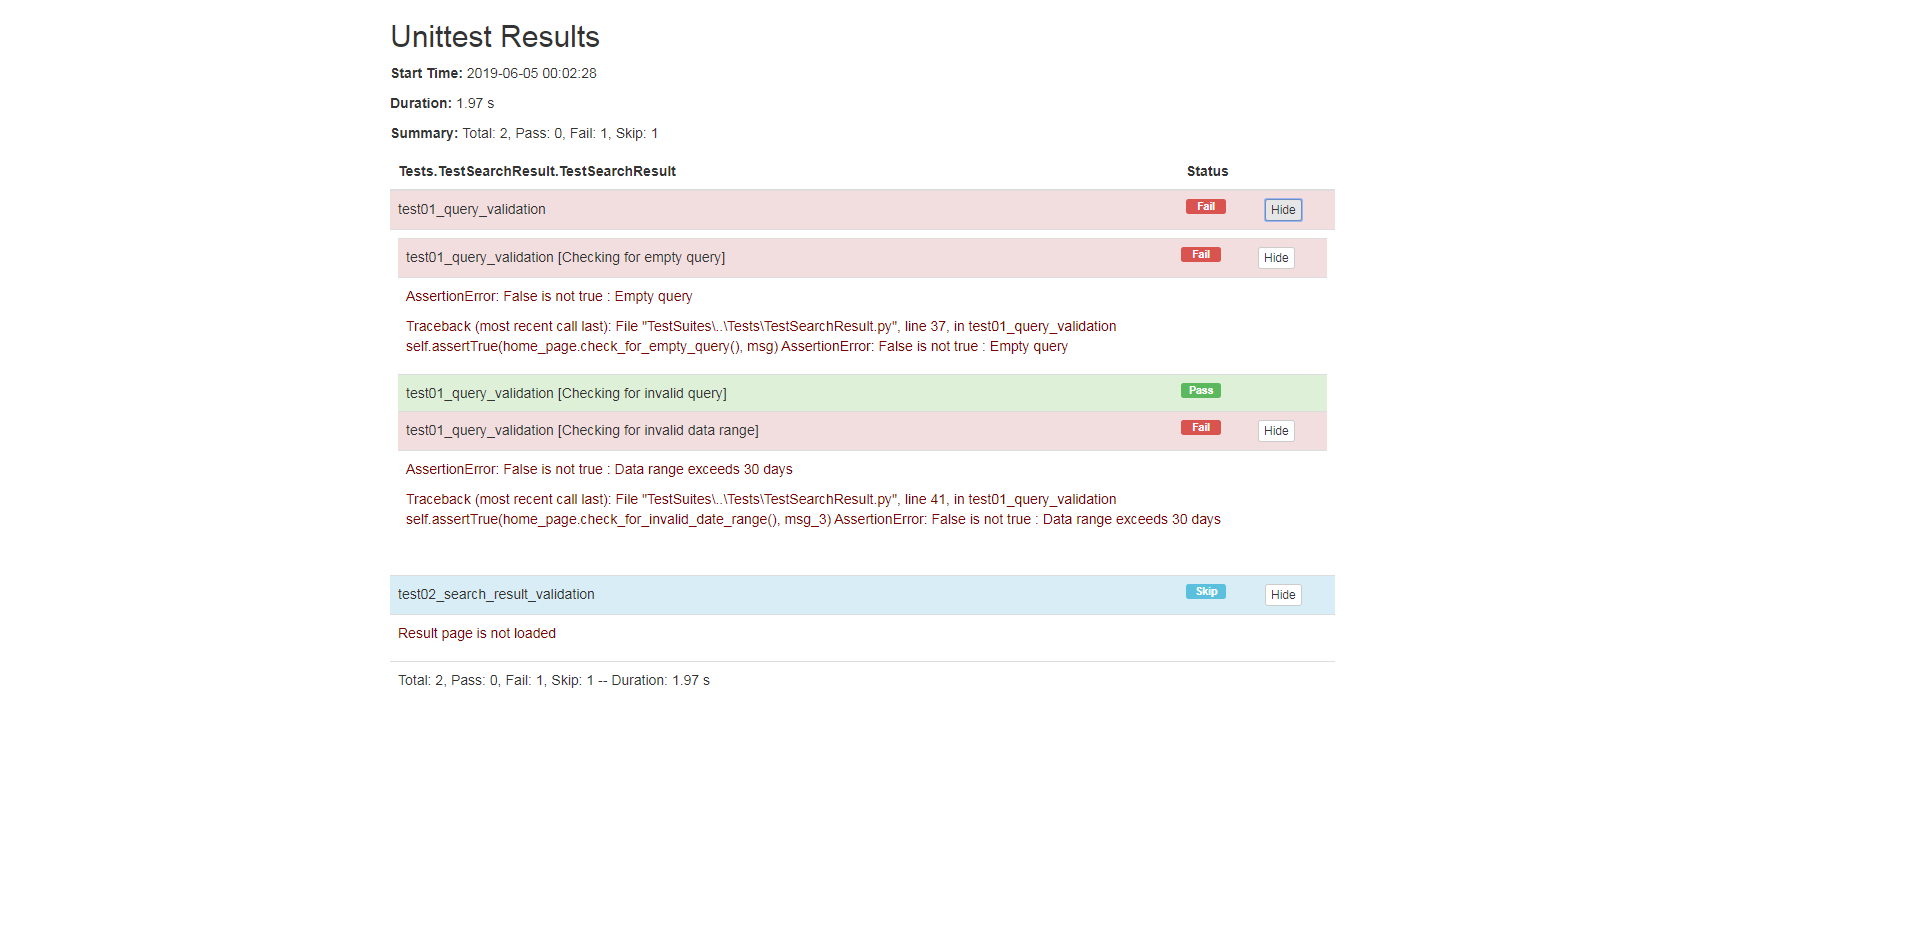 Unittest Results
Start Time: 2019-06-05 00:02:28
Duration: 1.97 s
Summary: Total: 2, Pass: 0, Fail: 1, Skip: 1
Tests.TestSearchResult.TestSearchResult Status
test01_query_validation Fail Hide
test01_query_validation [Checking for empty query] Fail Hide
AssertionError: False is not true : Empty query
Traceback (most recent call last): File "TestSuites\..\Tests\TestSearchResult.py", line 37, in test01_query_validation
self.assertTrue(home_page.check_for_empty_query(), msg) AssertionError: False is not true : Empty query
test01_query_validation [Checking for invalid query] Pass
test01_query_validation [Checking for invalid data range] Fail Hide
AssertionError: False is not true : Data range exceeds 30 days
Traceback (most recent call last): File "TestSuites\..\Tests\TestSearchResult.py", line 41, in test01_query_validation
self.assertTrue(home_page.check_for_invalid_date_range(), msg_3) AssertionError: False is not true : Data range exceeds 30 days
test02_search_result_validation Skip Hide
Result page is not loaded
Total: 2, Pass: 0, Fail: 1, Skip: 1 -- Duration: 1.97 s